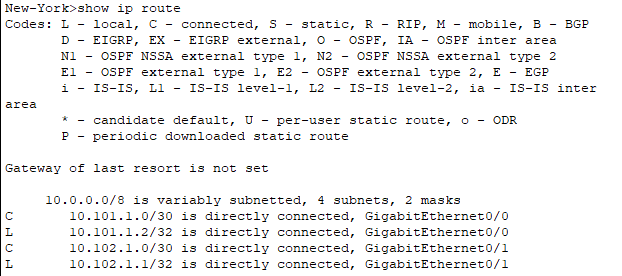 New-York>show ip route
Codes: L - local, C - connected, S - static, R - RIP, M - mobile, B - BGP
       D - EIGRP, EX - EIGRP external, O - OSPF, IA - OSPF inter area
       N1 - OSPF NSSA external type 1, N2 - OSPF NSSA external type 2
       E1 - OSPF external type 1, E2 - OSPF external type 2, E - EGP
       i - IS-IS, L1 - IS-IS level-1, L2 - IS-IS level-2, ia - IS-IS inter
area
       * - candidate default, U - per-user static route, o - ODR
       P - periodic downloaded static route

Gateway of last resort is not set

     10.0.0.0/8 is variably subnetted, 4 subnets, 2 masks
C       10.101.1.0/30 is directly connected, GigabitEthernet0/0
L       10.101.1.2/32 is directly connected, GigabitEthernet0/0
C       10.102.1.0/30 is directly connected, GigabitEthernet0/1
L       10.102.1.1/32 is directly connected, GigabitEthernet0/1